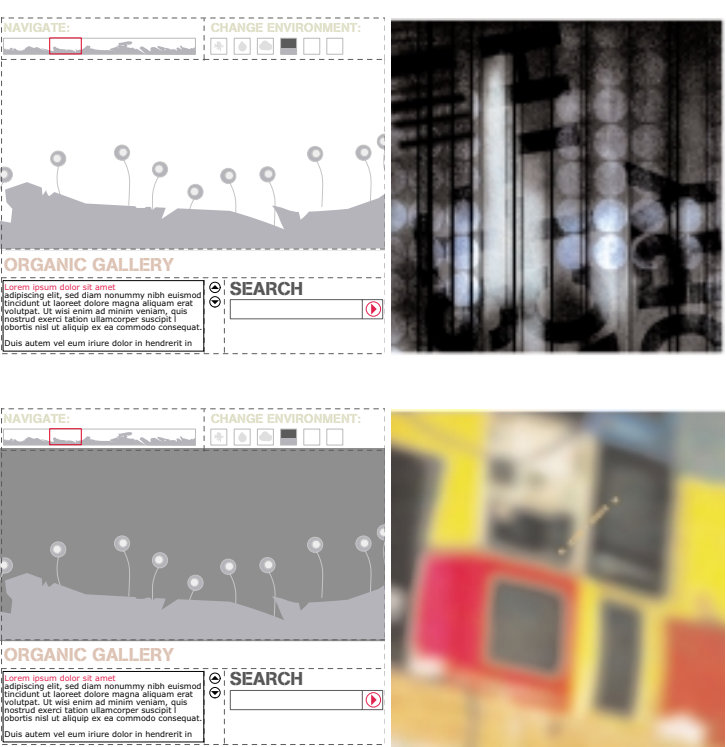 NAVIGATE:
CHANGE ENVIRONMENT:
ORGANIC GALLERY
Lorem ipsum dolor sit amet
adipiscing elit, sed diam nonummy nibh euismod
tincidunt ut laoreet dolore magna aliquam erat
volutpat. Ut wisi enim ad minim veniam, quis
nostrud exerci tation ullamcorper suscipit l
obortis nisl ut aliquip ex ea commodo consequat.
Duis autem vel eum iriure dolor in hendrerit in
SEARCH
NAVIGATE:
CHANGE ENVIRONMENT:
ORGANIC GALLERY
Lorem ipsum dolor sit amet
adipiscing elit, sed diam nonummy nibh euismod
tincidunt ut laoreet dolore magna aliquam erat
volutpat. Ut wisi enim ad minim veniam, quis
nostrud exerci tation ullamcorper suscipit l
obortis nisl ut aliquip ex ea commodo consequat.
Duis autem vel eum iriure dolor in hendrerit in
SEARCH